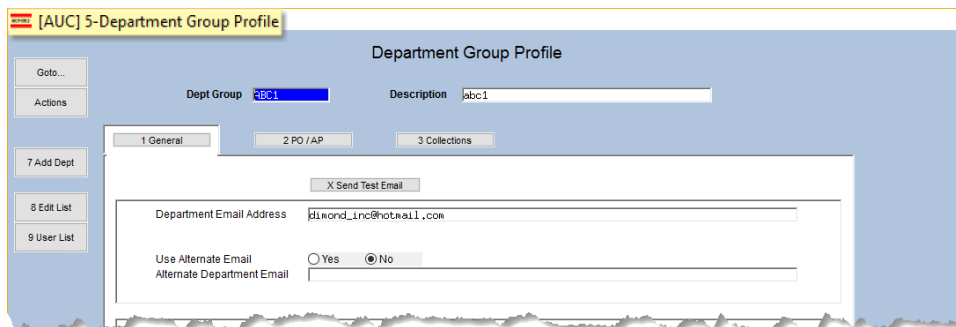 [AUC] 5-Department Group Profile
Department Group Profile
Goto...
Actions
Dept Group ABC1 Description abc1
1 General 2 PO / AP 3 Collections
7 Add Dept
X Send Test Email
8 Edit List
Department Email Address dimond_inc@hotmail.com
9 User List
Use Alternate Email Yes No
Alternate Department Email